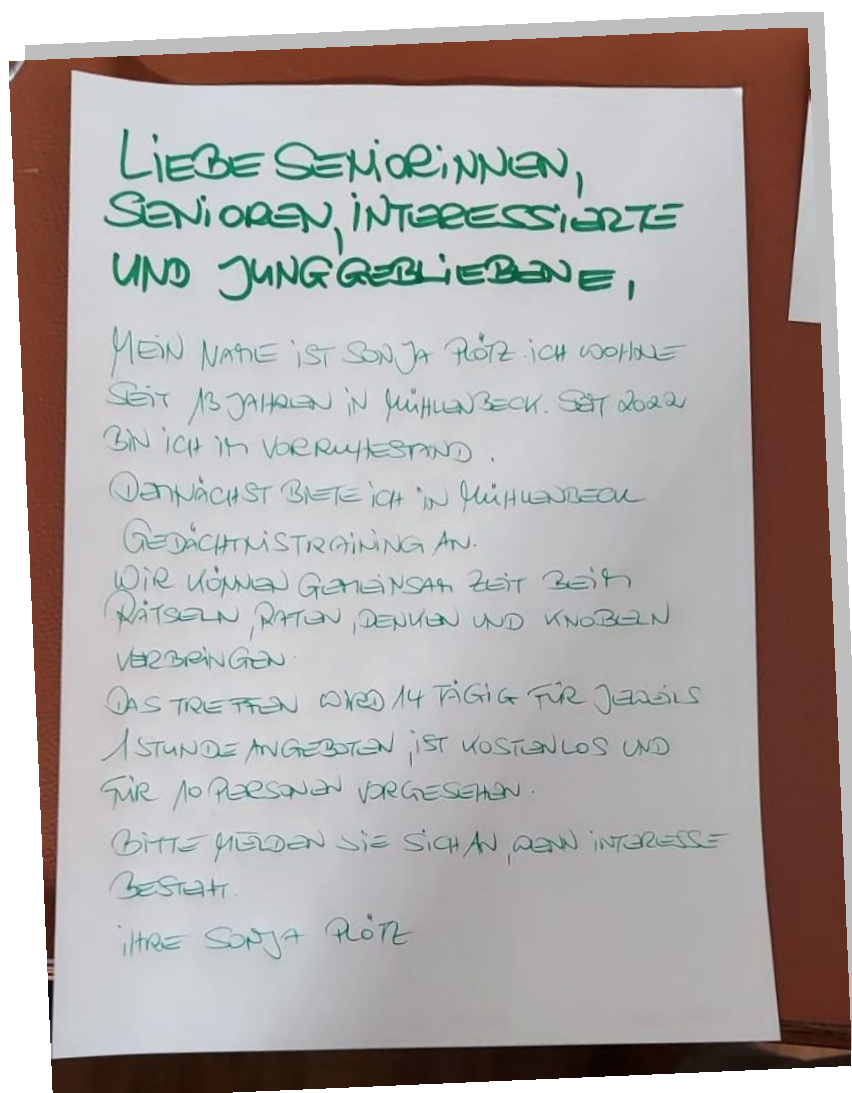 LIEBE SENIORINNEN,
SENIOREN, INTERESSIERTE
UND JUNGGEBLIEBENE,
MEIN NAME IST SONJA PLÖTZ. ICH WOHNE
SEIT 13 JAHREN IN MÜHLENBECK. SEIT 2022
BIN ICH IM VORRUHESTAND.
DEMNÄCHST BIETE ICH IN MÜHLENBECK
GEDÄCHTNISTRAINING AN.
WIR KÖNNEN GEMEINSAM ZEIT BEIM
RÄTSELN, RATEN, DENKEN UND KNOBELN
VERBRINGEN.
DAS TREFFEN WIRD 14 TÄGIG FÜR JEWEILS
1 STUNDE ANGEBOTEN, IST KOSTENLOS UND
FÜR 10 PERSONEN VORGESEHEN.
BITTE MELDEN SIE SICH AN, WENN INTERESSE
BESTEHT.
IHRE SONJA PLÖTZ